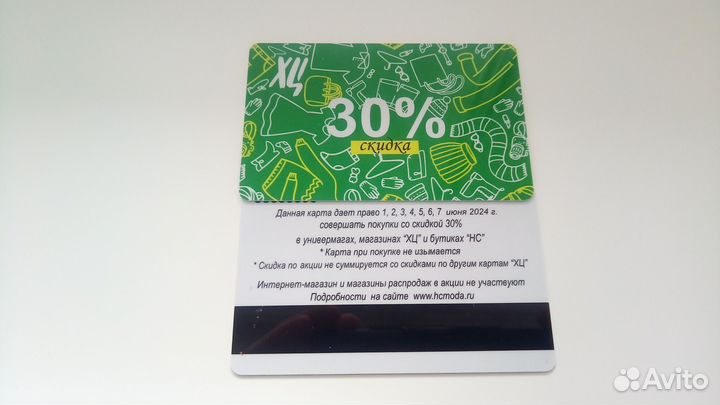 ХЦ
30%
скидка
Данная карта дает право 1, 2, 3, 4, 5, 6, 7 июня 2024 г.
совершать покупки со скидкой 30%
в универмагах, магазинах "ХЦ" и бутиках "НС"
* Карта при покупке не изымается
* Скидка по акции не суммируется со скидками по другим картам "ХЦ"
Интернет-магазин и магазины распродаж в акции не участвуют
Подробности на сайте www.hcmoda.ru
Avito